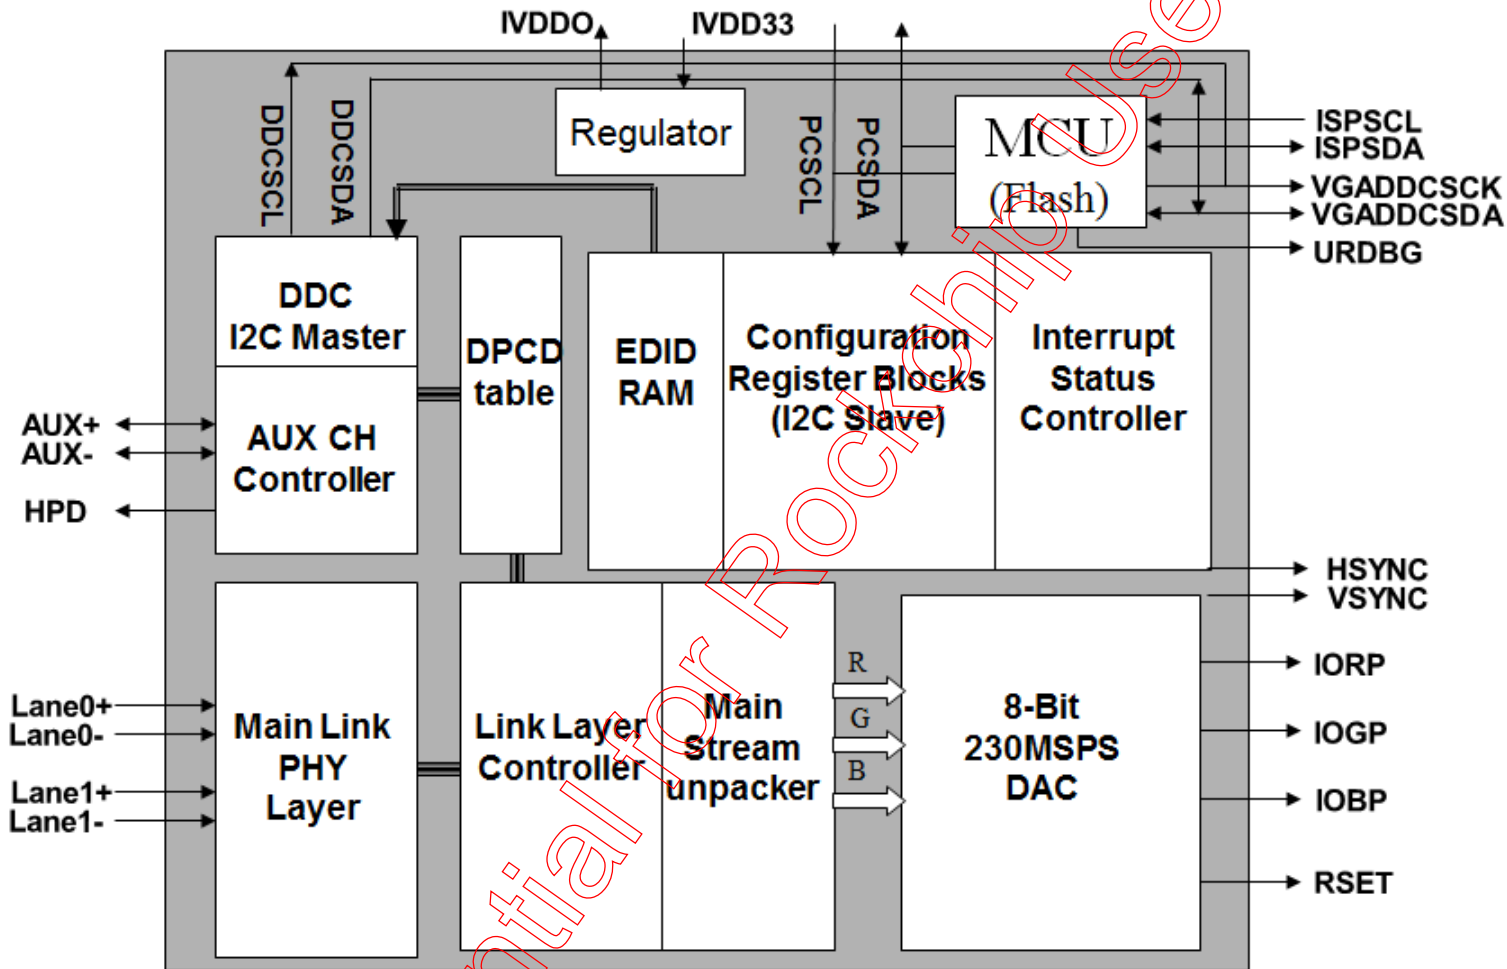 IVDDO
IVDD33
DDCSCL
DDCSDA
Regulator
PCSCL
PCSDA
MCU
(Flash)
ISPSCL
ISPSDA
VGADDCSCK
VGADDCSDA
URDBG
DDC
I2C Master
AUX CH
Controller
DPCD
table
EDID
RAM
Configuration
Register Blocks
(I2C Slave)
Interrupt
Status
Controller
AUX+
AUX-
HPD
HSYNC
VSYNC
Lane0+
Lane0-
Lane1+
Lane1-
Main Link
PHY
Layer
Link Layer
Controller
Main
Stream
unpacker
R
G
B
8-Bit
230MSPS
DAC
IORP
IOGP
IOBP
RSET
for Rockchip Use